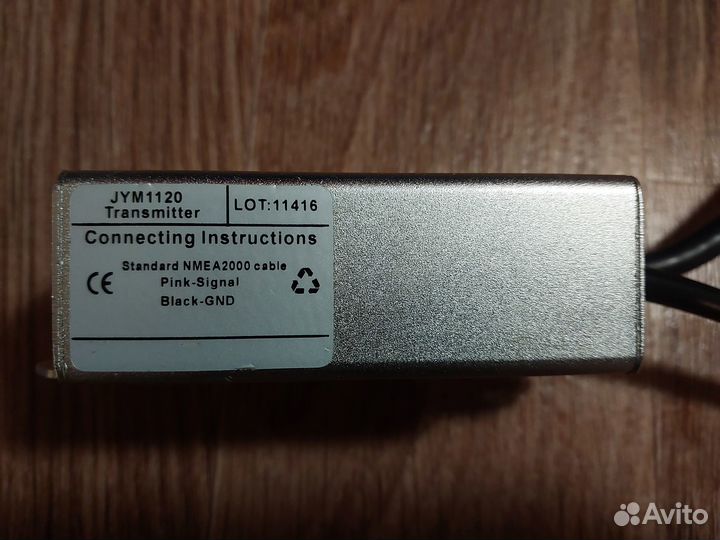 JYM1120
Transmitter
LOT:11416
Connecting Instructions
Standard NMEA2000 cable
CE
Pink-Signal
Black-GND
Avito